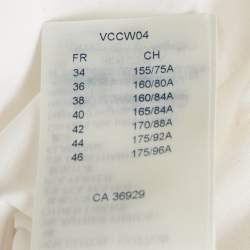 VCCW04
FR CH
34 155/75A
36 160/80A
38 160/84A
40 165/84A
42 170/88A
44 175/92A
46 175/96A
CA 36929